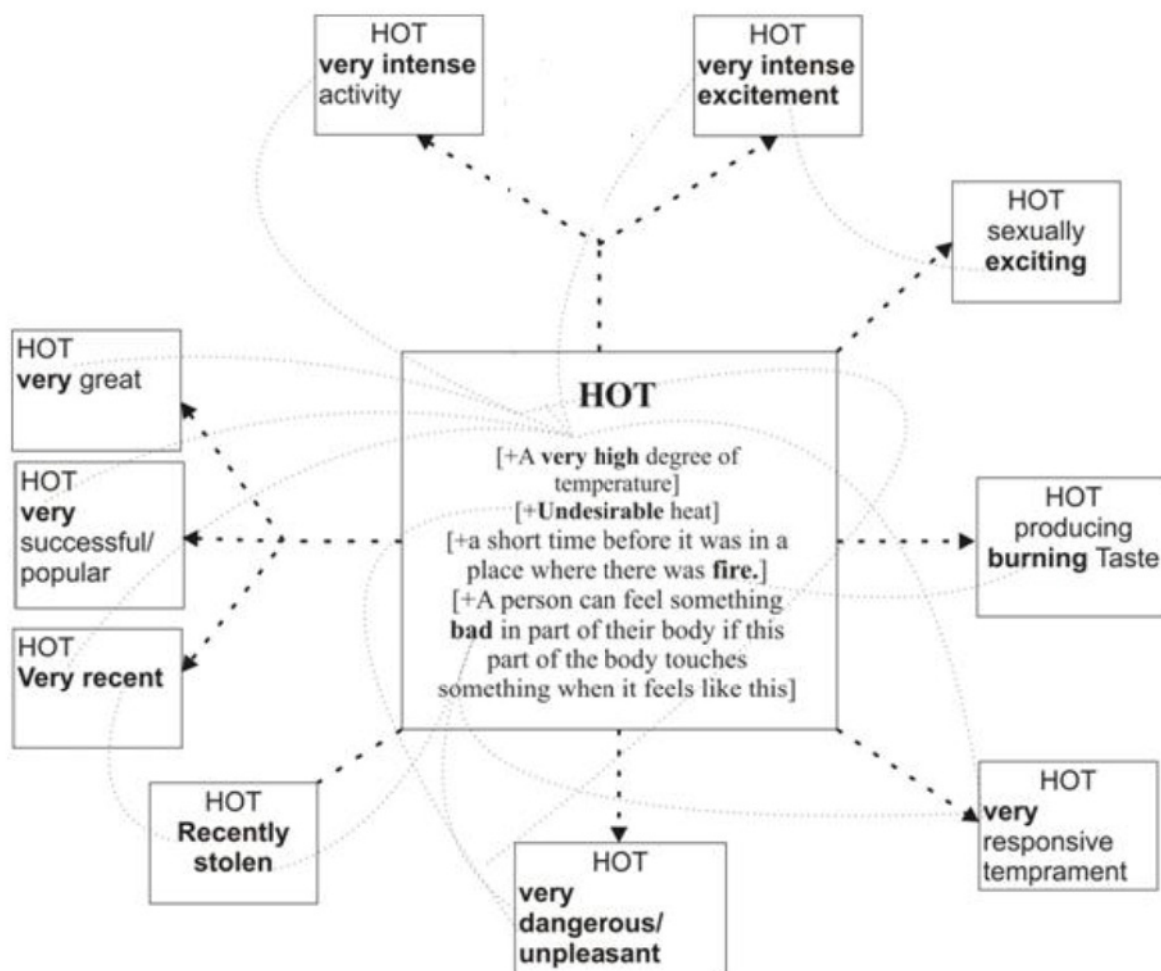 HOT
very intense
activity
HOT
very intense
excitement
HOT
sexually
exciting
HOT
very great
HOT
very
successful/
popular
HOT
Very recent
HOT
[+A very high degree of
temperature]
[+Undesirable heat]
[+a short time before it was in a
place where there was fire.]
[+A person can feel something
bad in part of their body if this
part of the body touches
something when it feels like this]
HOT
producing
burning Taste
HOT
Recently
stolen
HOT
very
dangerous/
unpleasant
HOT
very
responsive
temprament